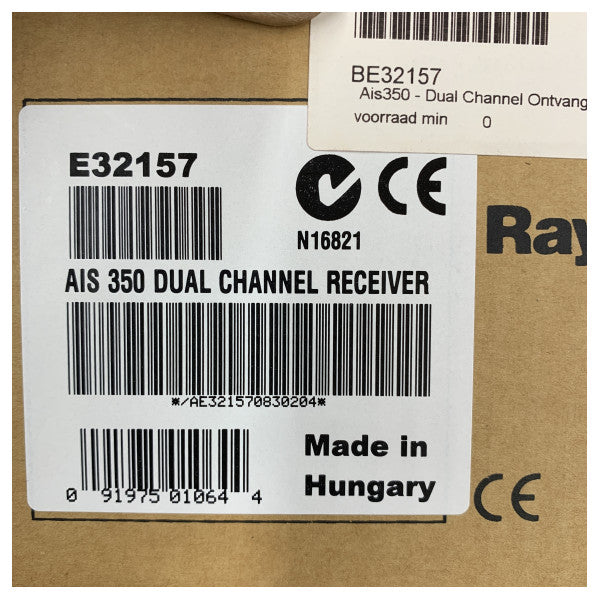 BE32157
Ais350 - Dual Channel Ontvang
voorraad min 0
E32157
N16821
Ray
AIS 350 DUAL CHANNEL RECEIVER
*/AE321570830204*
Made in
Hungary
0 91975 01064 4
CE
CE